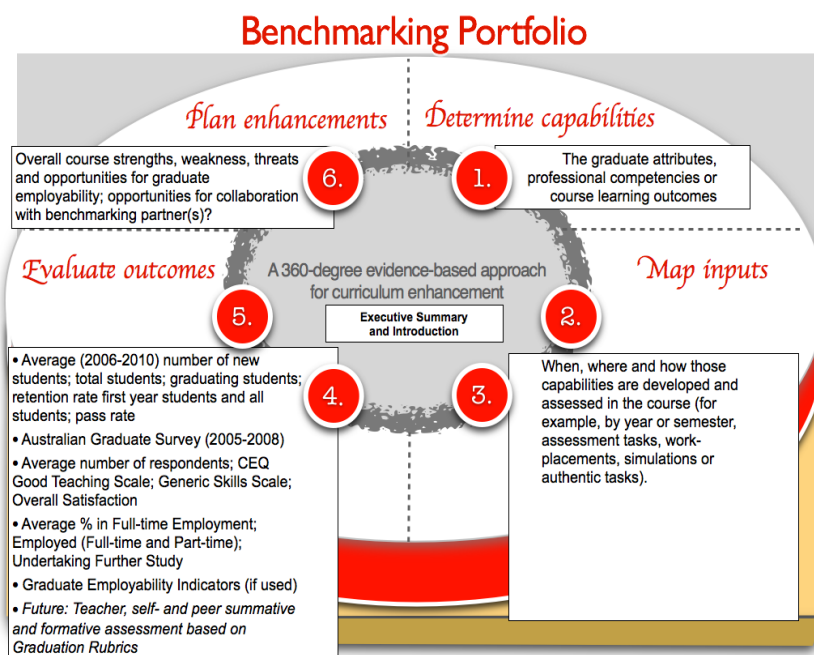 Benchmarking Portfolio
Plan enhancements
Determine capabilities
Overall course strengths, weakness, threats
and opportunities for graduate
employability; opportunities for collaboration
with benchmarking partner(s)?
6.
1.
The graduate attributes,
professional competencies or
course learning outcomes
Evaluate outcomes
A 360-degree evidence-based approach
for curriculum enhancement
Executive Summary
and Introduction
Map inputs
5.
2.
• Average (2006-2010) number of new
students; total students; graduating students;
retention rate first year students and all
students; pass rate
• Australian Graduate Survey (2005-2008)
• Average number of respondents; CEQ
Good Teaching Scale; Generic Skills Scale;
Overall Satisfaction
• Average % in Full-time Employment;
Employed (Full-time and Part-time);
Undertaking Further Study
• Graduate Employability Indicators (if used)
• Future: Teacher, self- and peer summative
and formative assessment based on
Graduation Rubrics
4.
3.
When, where and how those
capabilities are developed and
assessed in the course (for
example, by year or semester,
assessment tasks, work-
placements, simulations or
authentic tasks).